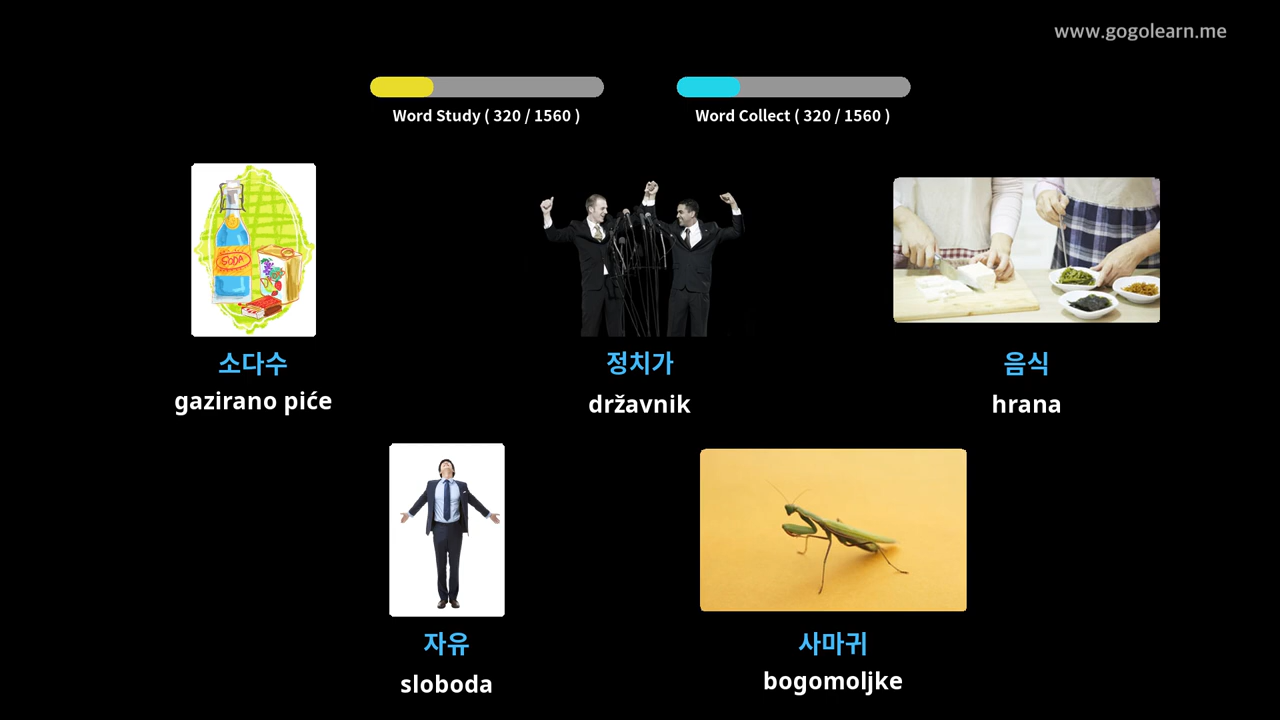 www.gogolearn.me
Word Study ( 320 / 1560 )
Word Collect ( 320 / 1560 )
SODA
소다수
gazirano piće
정치가
državnik
음식
hrana
자유
sloboda
사마귀
bogomoljke